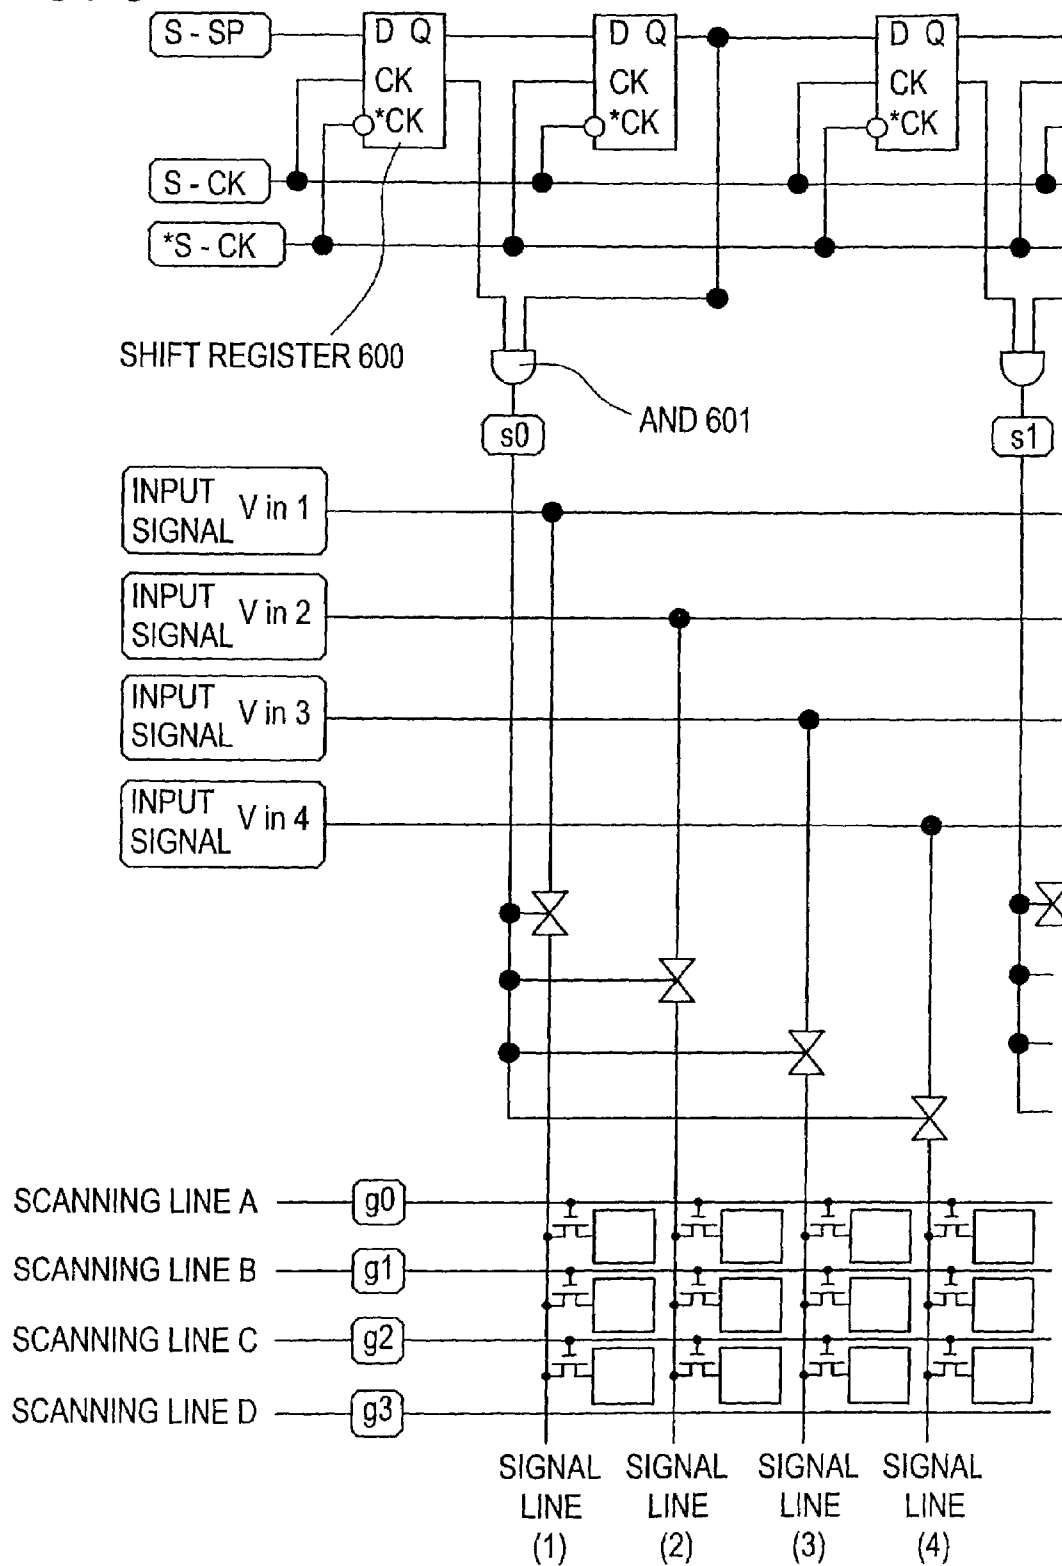 S - SP
D Q
CK
*CK
D Q
CK
*CK
D Q
CK
*CK
S - CK
*S - CK
SHIFT REGISTER 600
AND 601
s0
s1
INPUT
SIGNAL
V in 1
INPUT
SIGNAL
V in 2
INPUT
SIGNAL
V in 3
INPUT
SIGNAL
V in 4
SCANNING LINE A
g0
SCANNING LINE B
g1
SCANNING LINE C
g2
SCANNING LINE D
g3
SIGNAL
LINE
(1)
SIGNAL
LINE
(2)
SIGNAL
LINE
(3)
SIGNAL
LINE
(4)